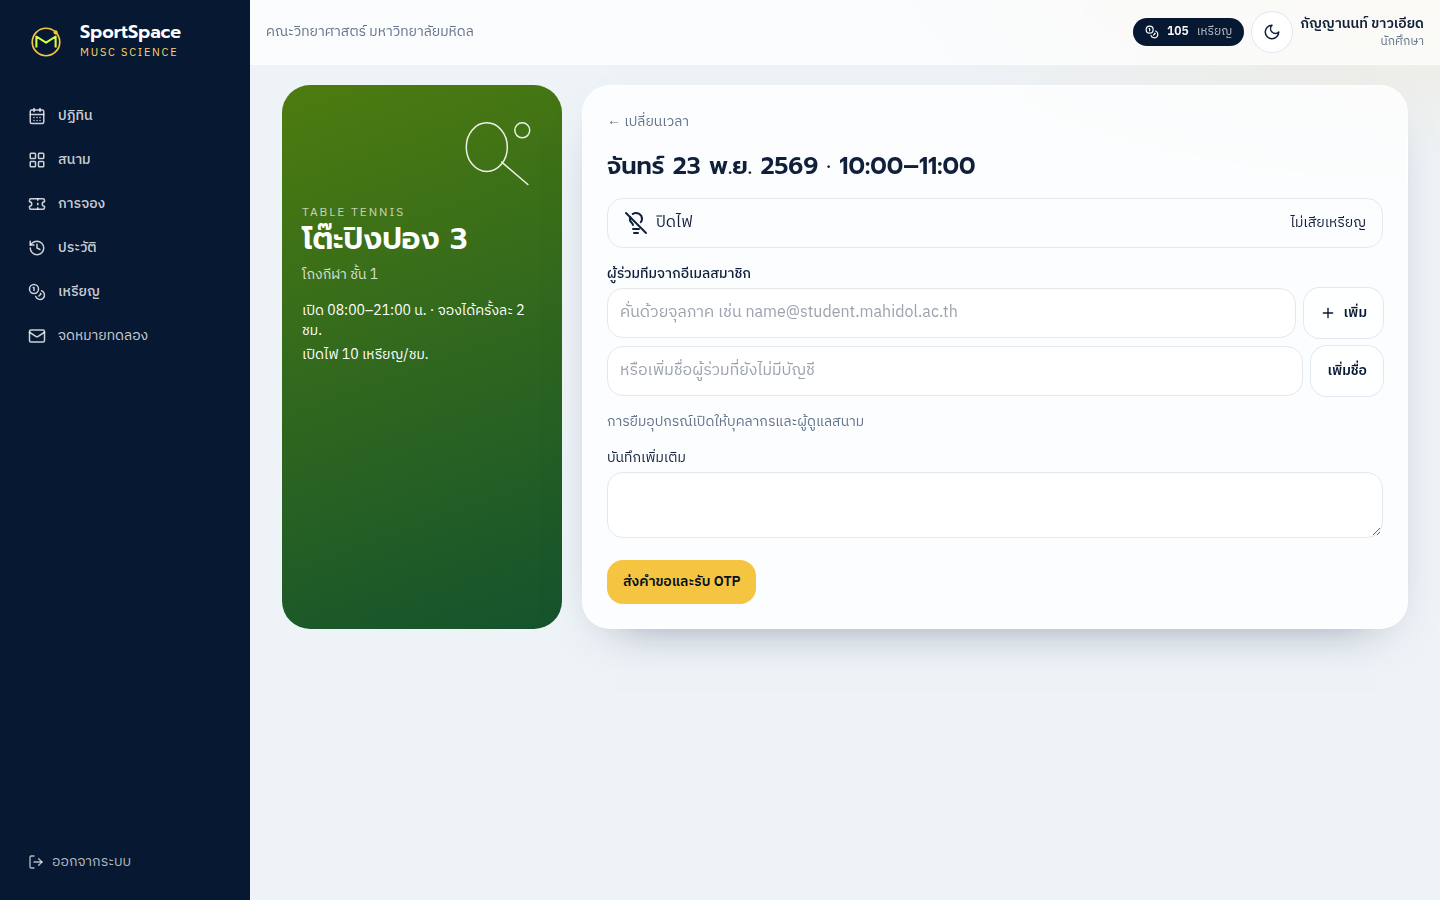 SportSpace
MUSC SCIENCE
ปฏิทิน
สนาม
การจอง
ประวัติ
เหรียญ
จดหมายทดลอง
ออกจากระบบ
คณะวิทยาศาสตร์ มหาวิทยาลัยมหิดล
105 เหรียญ
กัญญานนท์ ขาวเอียด
นักศึกษา
TABLE TENNIS
โต๊ะปิงปอง 3
โถงกีฬา ชั้น 1
เปิด 08:00–21:00 น. · จองได้ครั้งละ 2
ชม.
เปิดไฟ 10 เหรียญ/ชม.
← เปลี่ยนเวลา
จันทร์ 23 พ.ย. 2569 · 10:00–11:00
ปิดไฟ
ไม่เสียเหรียญ
ผู้ร่วมทีมจากอีเมลสมาชิก
คั่นด้วยจุลภาค เช่น name@student.mahidol.ac.th
เพิ่ม
หรือเพิ่มชื่อผู้ร่วมที่ยังไม่มีบัญชี
เพิ่มชื่อ
การยืมอุปกรณ์เปิดให้บุคลากรและผู้ดูแลสนาม
บันทึกเพิ่มเติม
ส่งคำขอและรับ OTP